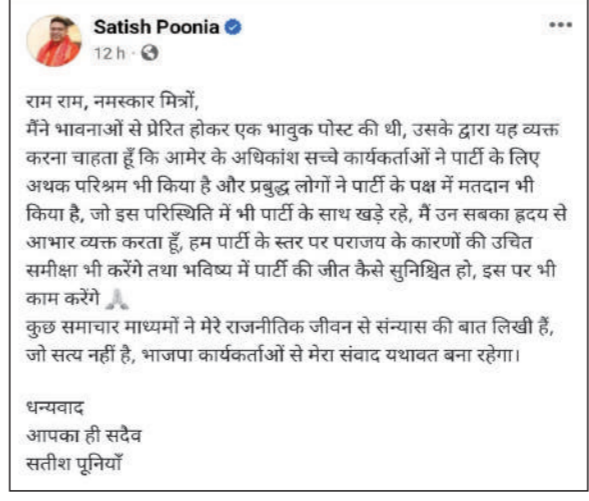 Satish Poonia
12 h
राम राम, नमस्कार मित्रों,
मैंने भावनाओं से प्रेरित होकर एक भावुक पोस्ट की थी, उसके द्वारा यह व्यक्त
करना चाहता हूँ कि आमेर के अधिकांश सच्चे कार्यकर्ताओं ने पार्टी के लिए
अथक परिश्रम भी किया है और प्रबुद्ध लोगों ने पार्टी के पक्ष में मतदान भी
किया है, जो इस परिस्थिति में भी पार्टी के साथ खड़े रहे, मैं उन सबका ह्रदय से
आभार व्यक्त करता हूँ, हम पार्टी के स्तर पर पराजय के कारणों की उचित
समीक्षा भी करेंगे तथा भविष्य में पार्टी की जीत कैसे सुनिश्चित हो, इस पर भी
काम करेंगे 🙏
कुछ समाचार माध्यमों ने मेरे राजनीतिक जीवन से संन्यास की बात लिखी हैं,
जो सत्य नहीं है, भाजपा कार्यकर्ताओं से मेरा संवाद यथावत बना रहेगा।
धन्यवाद
आपका ही सदैव
सतीश पूनियाँ